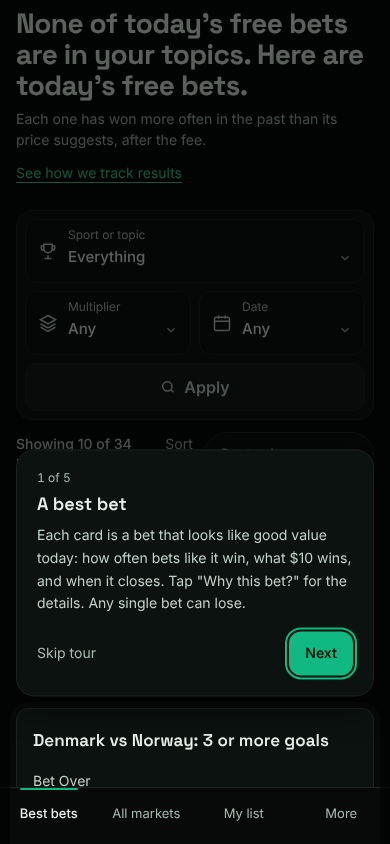 None of today's free bets
are in your topics. Here are
today's free bets.
Each one has won more often in the past than its
price suggests, after the fee.
See how we track results
Sport or topic
Everything
Multiplier
Any
Date
Any
Apply
Showing 10 of 34
Sort
1 of 5
A best bet
Each card is a bet that looks like good value
today: how often bets like it win, what $10 wins,
and when it closes. Tap "Why this bet?" for the
details. Any single bet can lose.
Skip tour
Next
Denmark vs Norway: 3 or more goals
Bet Over
Best bets
All markets
My list
More